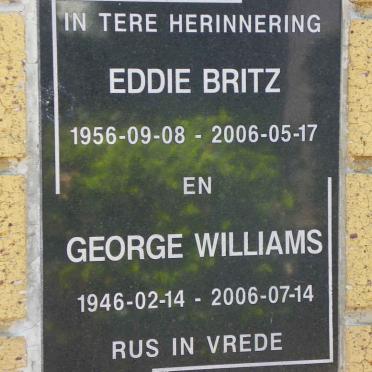 IN TERE HERINNERING
EDDIE BRITZ
1956-09-08 - 2006-05-17
EN
GEORGE WILLIAMS
1946-02-14 - 2006-07-14
RUS IN VREDE